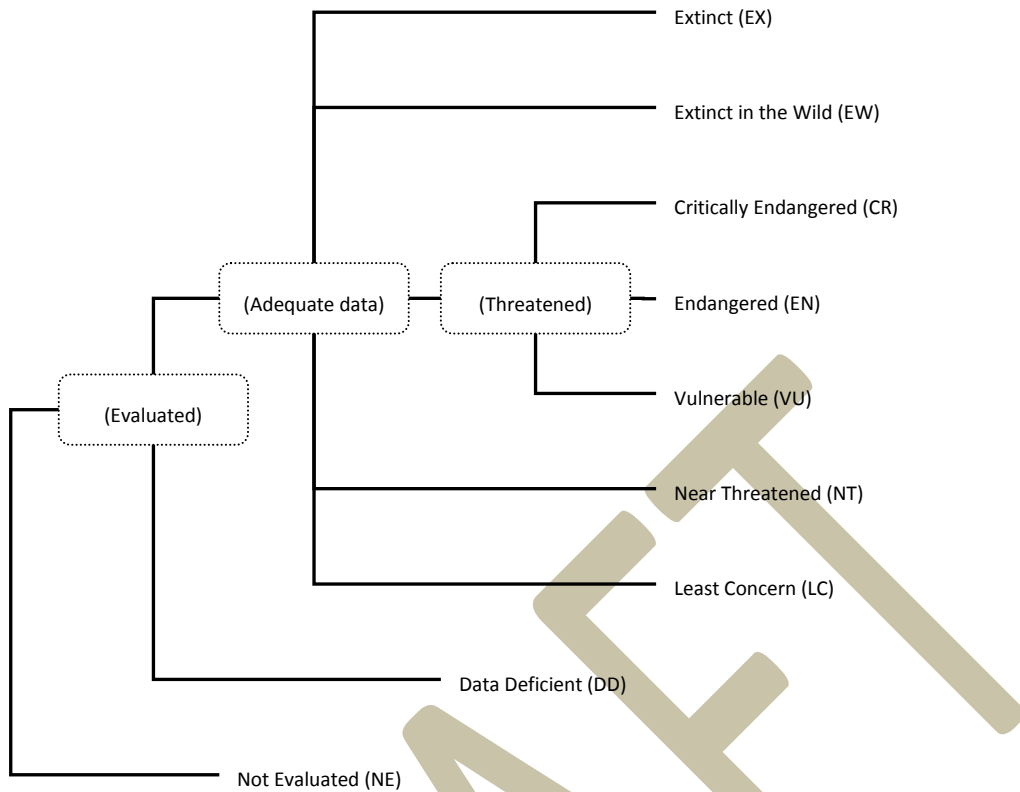 Extinct (EX)
Extinct in the Wild (EW)
Critically Endangered (CR)
(Adequate data)
(Threatened)
Endangered (EN)
Vulnerable (VU)
(Evaluated)
Near Threatened (NT)
Least Concern (LC)
Data Deficient (DD)
Not Evaluated (NE)